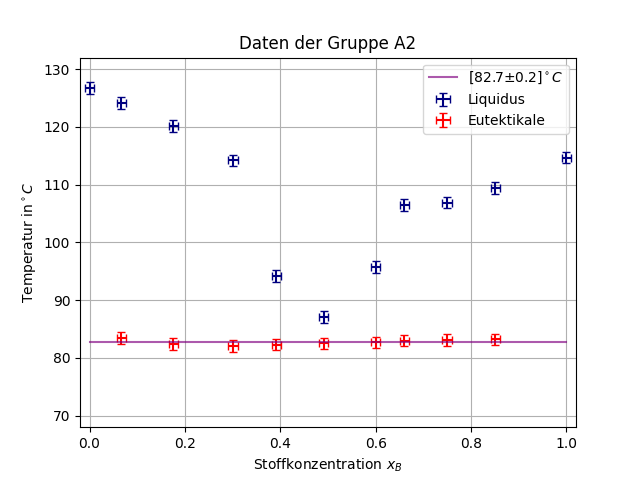 Daten der Gruppe A2
[82.7±0.2]°C
Liquidus
Eutektikale
130
120
110
100
90
80
70
Temperatur in°C
0.0 0.2 0.4 0.6 0.8 1.0
Stoffkonzentration x_B